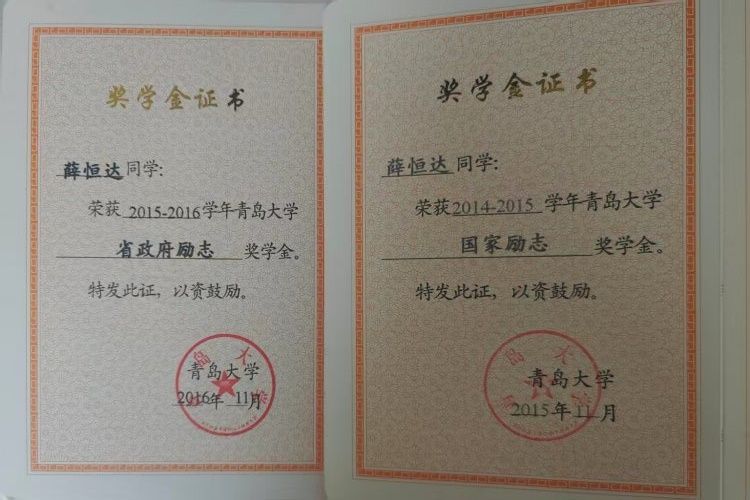 奖学金证书
薛恒达同学:
荣获 2015-2016学年青岛大学
省政府励志 奖学金。
特发此证，以资鼓励。
青岛大学
2016年 11月
奖学金证书
薛恒达同学:
荣获2014-2015 学年青岛大学
国家励志 奖学金。
特发此证，以资鼓励。
青岛大学
2015年11月